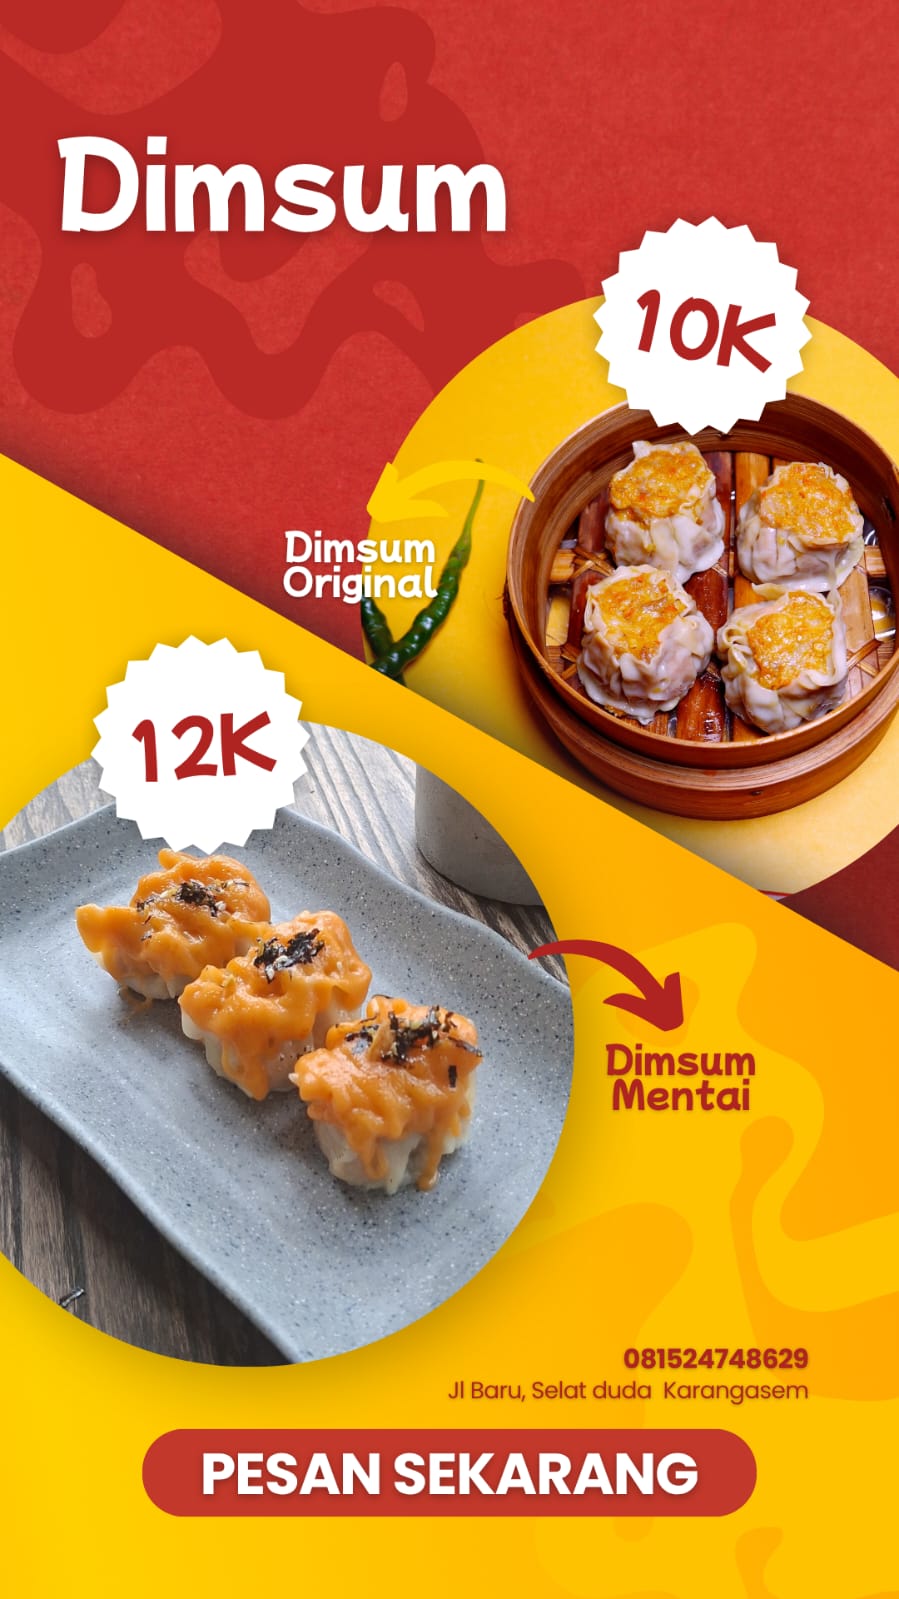 Dimsum
10K
Dimsum
Original
12K
Dimsum
Mentai
081524748629
Jl Baru, Selat duda Karangasem
PESAN SEKARANG